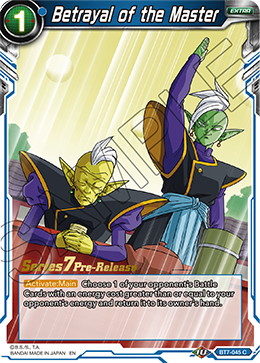 1
Betrayal of the Master
EXTRA
Series 7 Pre-Release
Activate:Main Choose 1 of your opponent's Battle
Cards with an energy cost greater than or equal to your
opponent's energy and return it to its owner's hand.
©B.S./S., T.A.
BANDAI MADE IN JAPAN EN
BT7-045 C